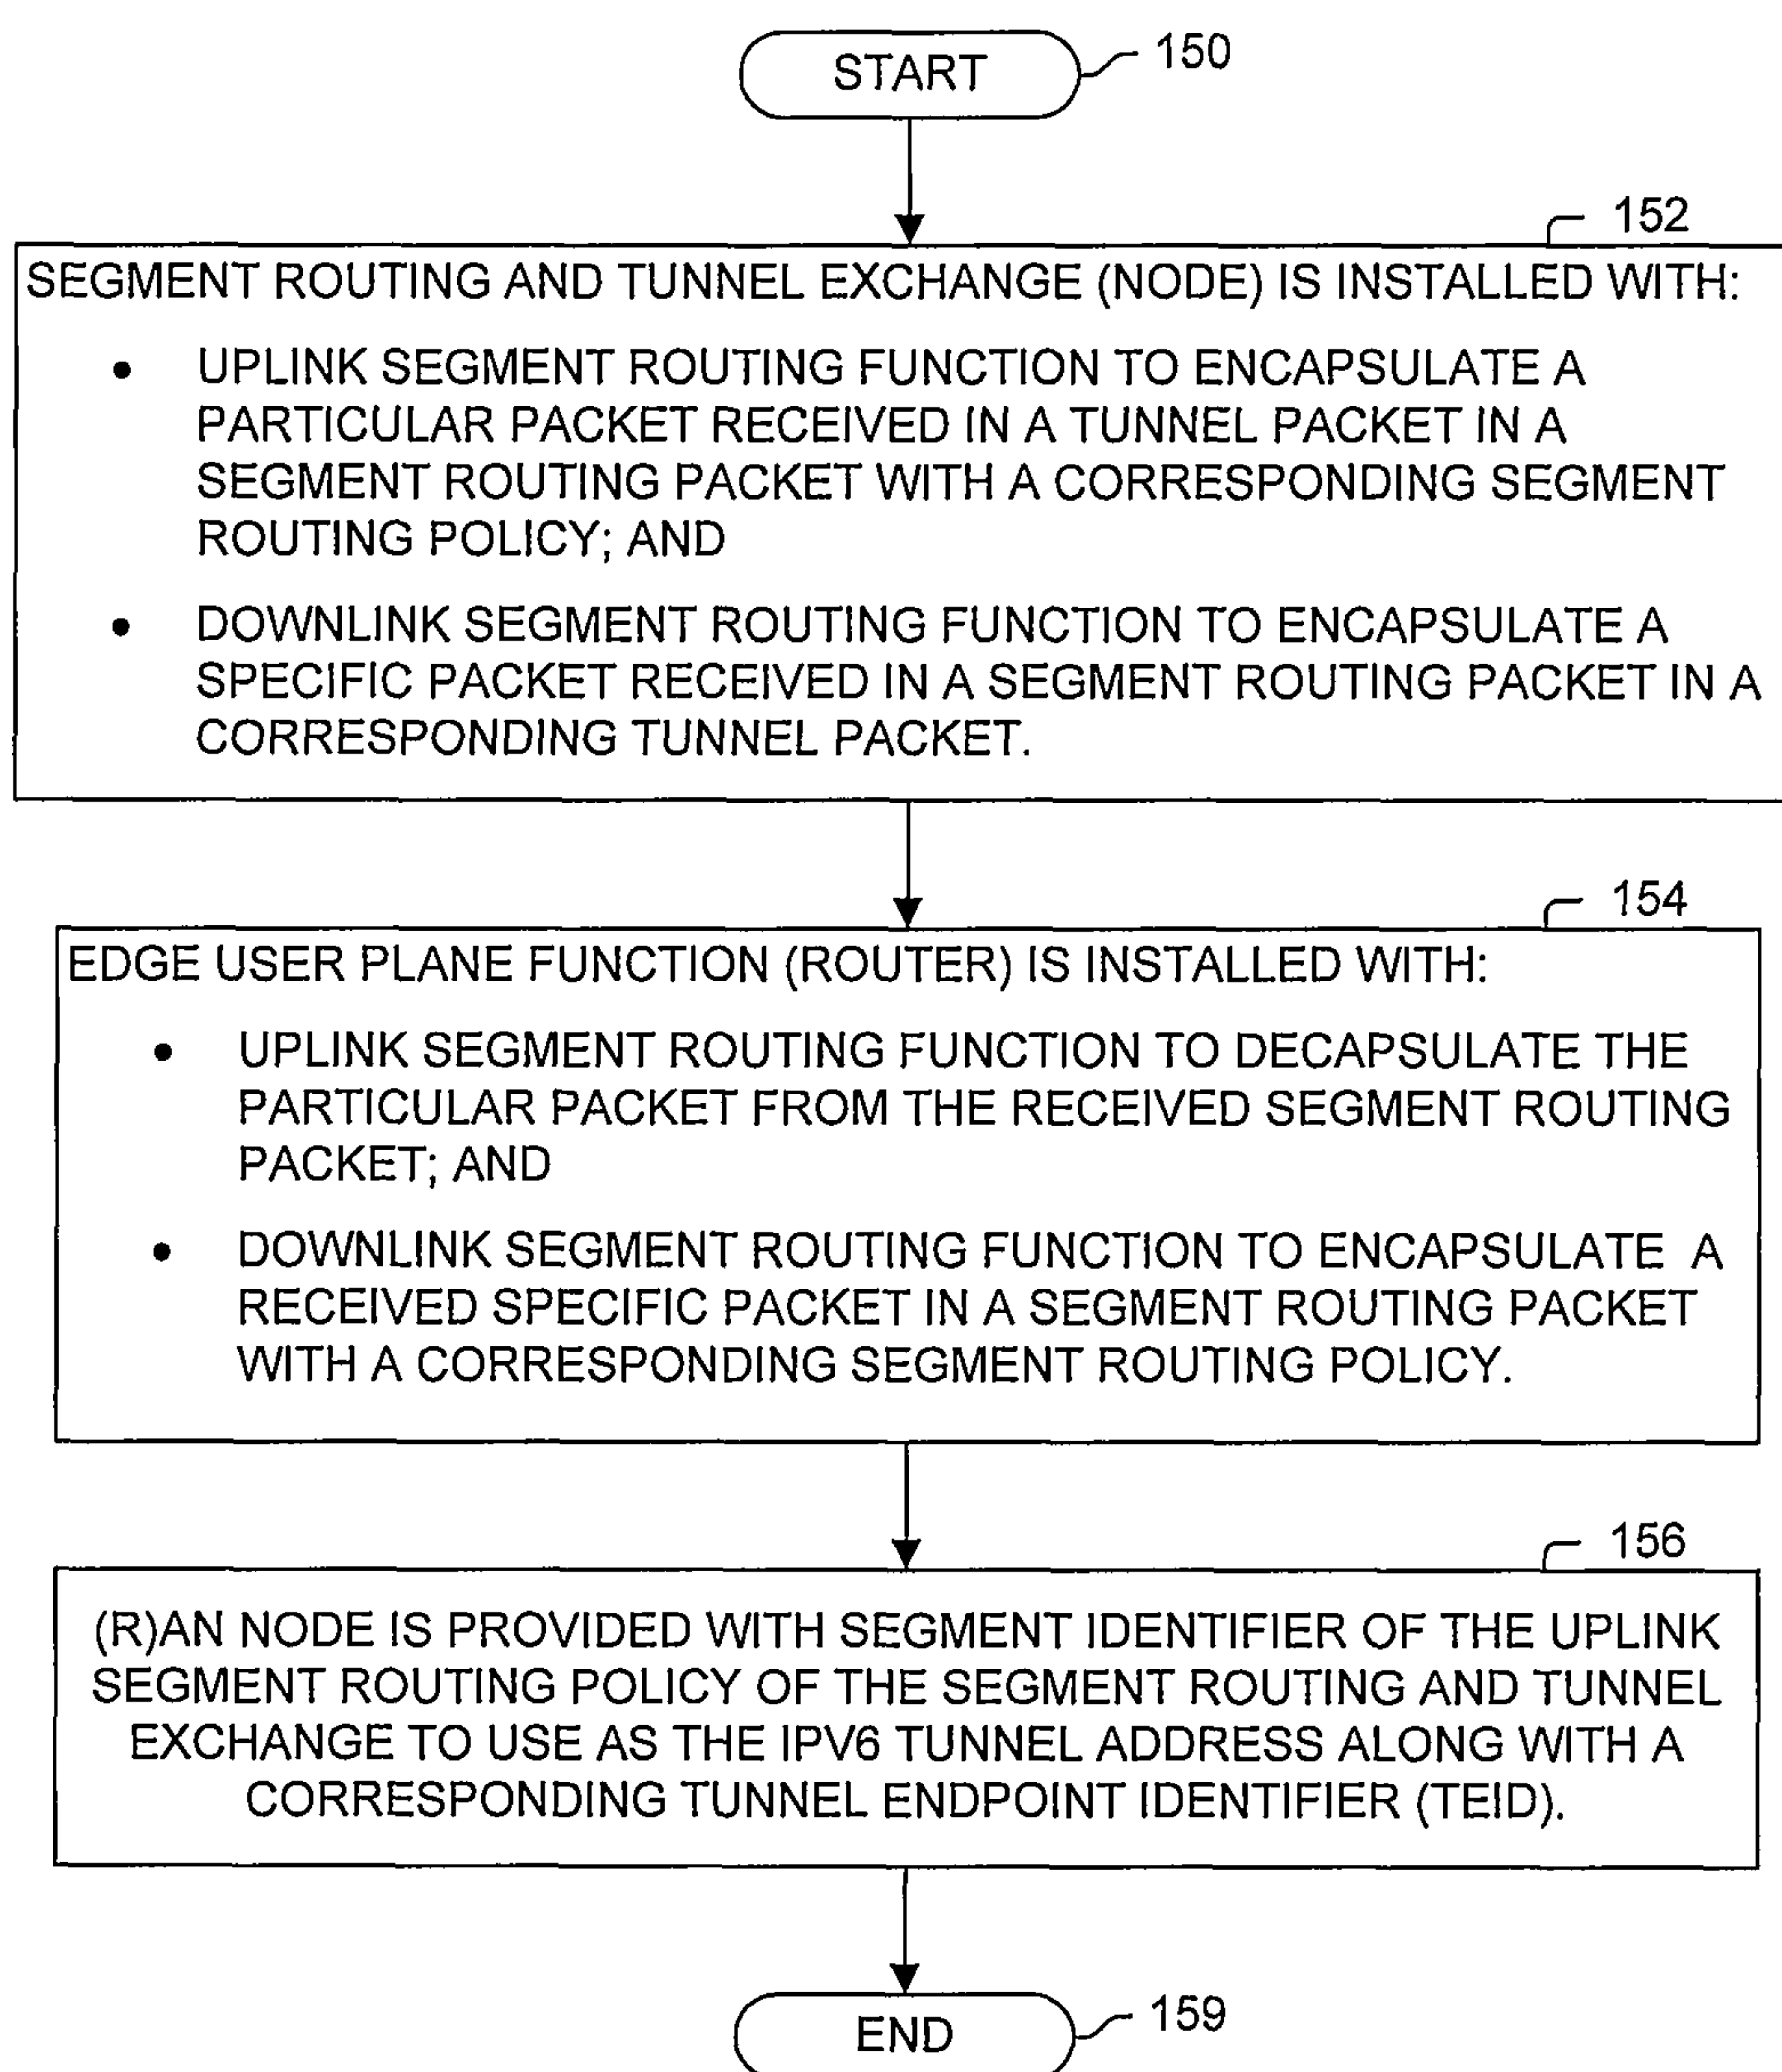 START
150
152
SEGMENT ROUTING AND TUNNEL EXCHANGE (NODE) IS INSTALLED WITH:
• UPLINK SEGMENT ROUTING FUNCTION TO ENCAPSULATE A
PARTICULAR PACKET RECEIVED IN A TUNNEL PACKET IN A
SEGMENT ROUTING PACKET WITH A CORRESPONDING SEGMENT
ROUTING POLICY; AND
• DOWNLINK SEGMENT ROUTING FUNCTION TO ENCAPSULATE A
SPECIFIC PACKET RECEIVED IN A SEGMENT ROUTING PACKET IN A
CORRESPONDING TUNNEL PACKET.
154
EDGE USER PLANE FUNCTION (ROUTER) IS INSTALLED WITH:
• UPLINK SEGMENT ROUTING FUNCTION TO DECAPSULATE THE
PARTICULAR PACKET FROM THE RECEIVED SEGMENT ROUTING
PACKET; AND
• DOWNLINK SEGMENT ROUTING FUNCTION TO ENCAPSULATE A
RECEIVED SPECIFIC PACKET IN A SEGMENT ROUTING PACKET
WITH A CORRESPONDING SEGMENT ROUTING POLICY.
156
(R)AN NODE IS PROVIDED WITH SEGMENT IDENTIFIER OF THE UPLINK
SEGMENT ROUTING POLICY OF THE SEGMENT ROUTING AND TUNNEL
EXCHANGE TO USE AS THE IPV6 TUNNEL ADDRESS ALONG WITH A
CORRESPONDING TUNNEL ENDPOINT IDENTIFIER (TEID).
END
159